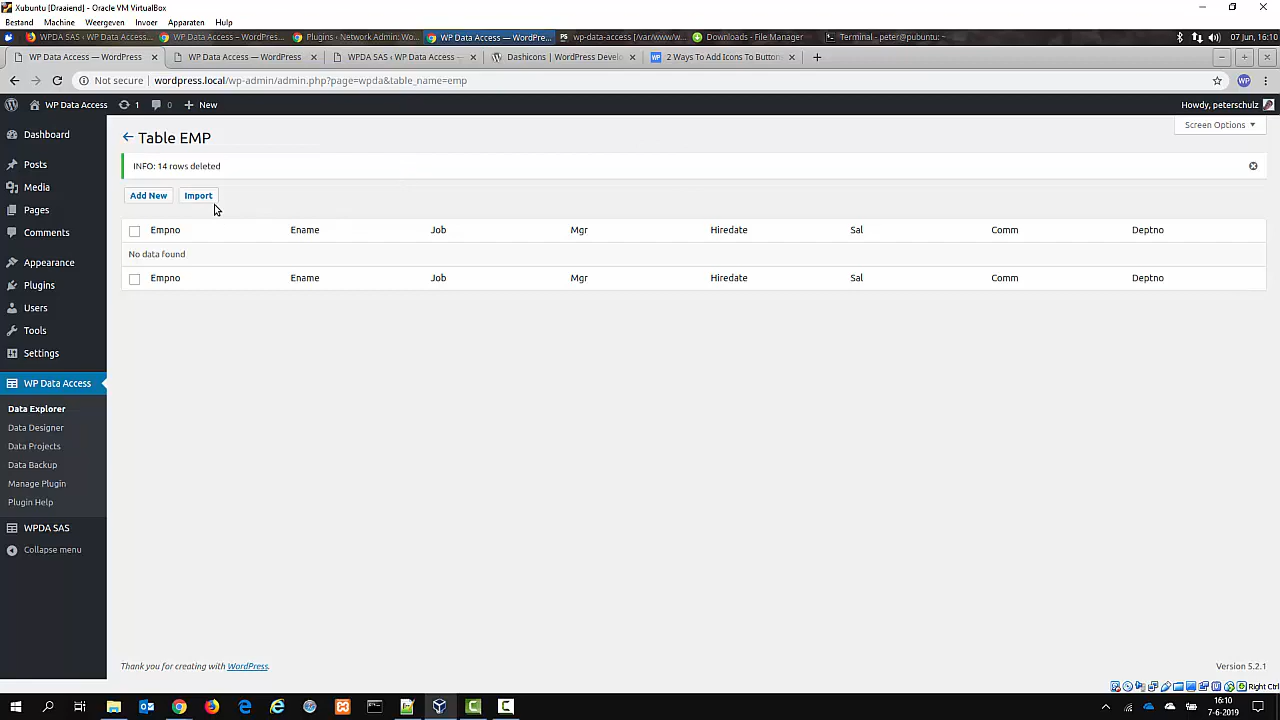 Xubuntu [Draaiend] - Oracle VM VirtualBox
Bestand Machine Weergeven Invoer Apparaten Help
WPDA SAS ‹ WP Data Access... WP Data Access – WordPress... Plugins ‹ Network Admin: Wo... WP Data Access — WordPre... wp-data-access [/var/www/w... Downloads - File Manager Terminal - peter@pubuntu: ~ 07 Jun, 16:10
WP Data Access — WordPress WP Data Access — WordPress WPDA SAS ‹ WP Data Access — Dashicons | WordPress Develo 2 Ways To Add Icons To Button
Not secure wordpress.local/wp-admin/admin.php?page=wpda&table_name=emp
WP Data Access 1 0 + New Howdy, peterschulz
Screen Options
← Table EMP
INFO: 14 rows deleted
Add New Import
Empno Ename Job Mgr Hiredate Sal Comm Deptno
No data found
Empno Ename Job Mgr Hiredate Sal Comm Deptno
Dashboard
Posts
Media
Pages
Comments
Appearance
Plugins
Users
Tools
Settings
WP Data Access
Data Explorer
Data Designer
Data Projects
Data Backup
Manage Plugin
Plugin Help
WPDA SAS
Collapse menu
Thank you for creating with WordPress. Version 5.2.1
Right Ctrl
16:10
7-6-2019